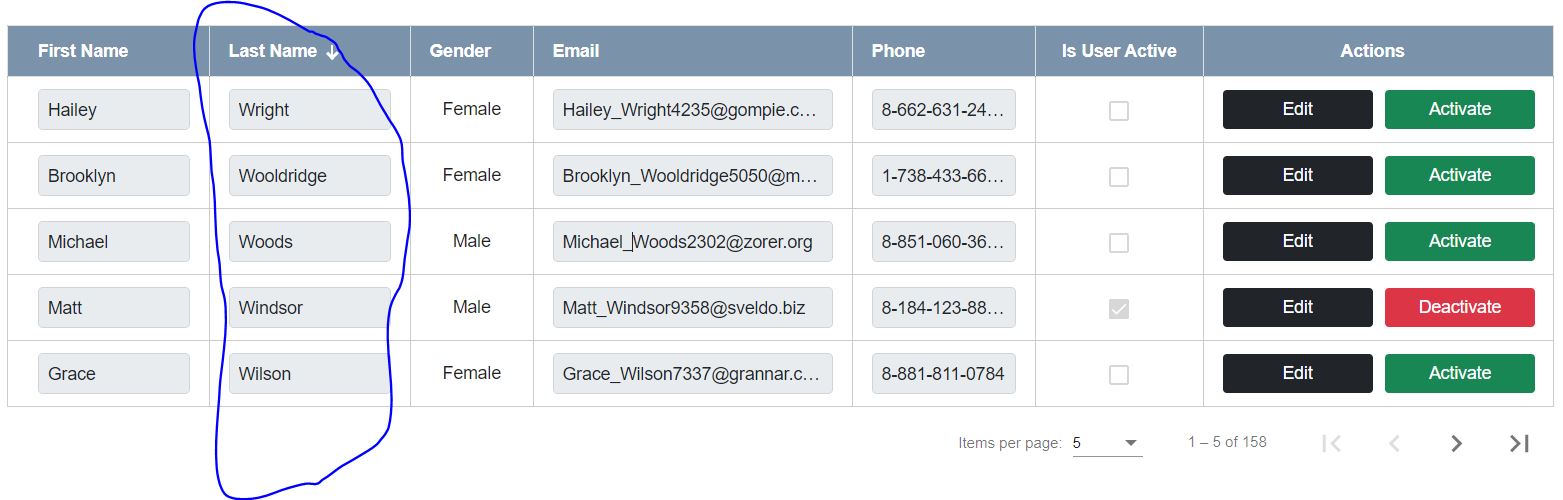 First Name Last Name Gender Email Phone Is User Active Actions
Hailey Wright Female Hailey_Wright4235@gompie.c... 8-662-631-24... Edit Activate
Brooklyn Wooldridge Female Brooklyn_Wooldridge5050@m... 1-738-433-66... Edit Activate
Michael Woods Male Michael_Woods2302@zorer.org 8-851-060-36... Edit Activate
Matt Windsor Male Matt_Windsor9358@sveldo.biz 8-184-123-88... Edit Deactivate
Grace Wilson Female Grace_Wilson7337@grannar.c... 8-881-811-0784 Edit Activate
Items per page: 5 1 – 5 of 158